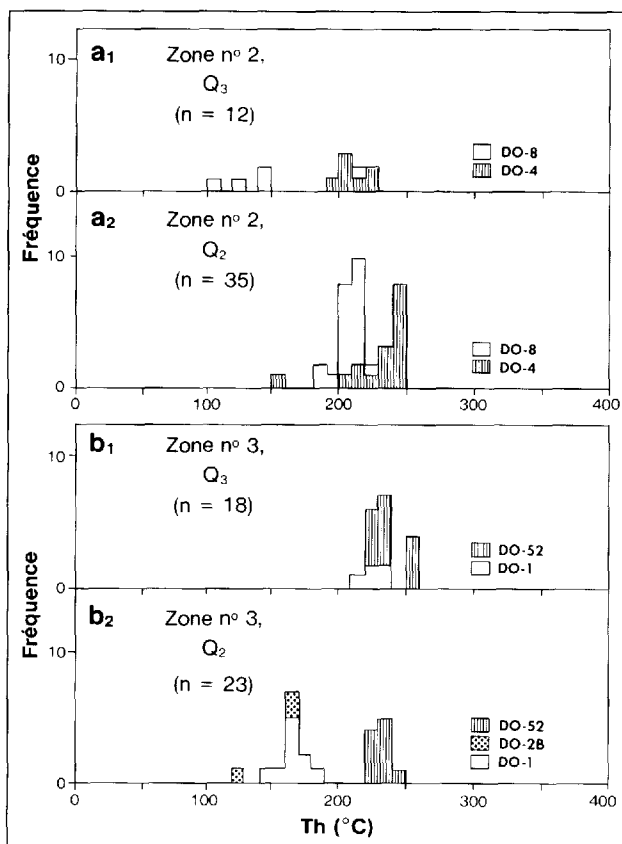 a1 Zone nº 2,
Q3
(n = 12)
10
0
DO-8
DO-4
Fréquence
a2 Zone nº 2,
Q2
(n = 35)
10
0
DO-8
DO-4
0 100 200 300 400
b1 Zone nº 3,
Q3
(n = 18)
10
0
DO-52
DO-1
Fréquence
b2 Zone nº 3,
Q2
(n = 23)
10
0
DO-52
DO-2B
DO-1
0 100 200 300 400
Th (°C)